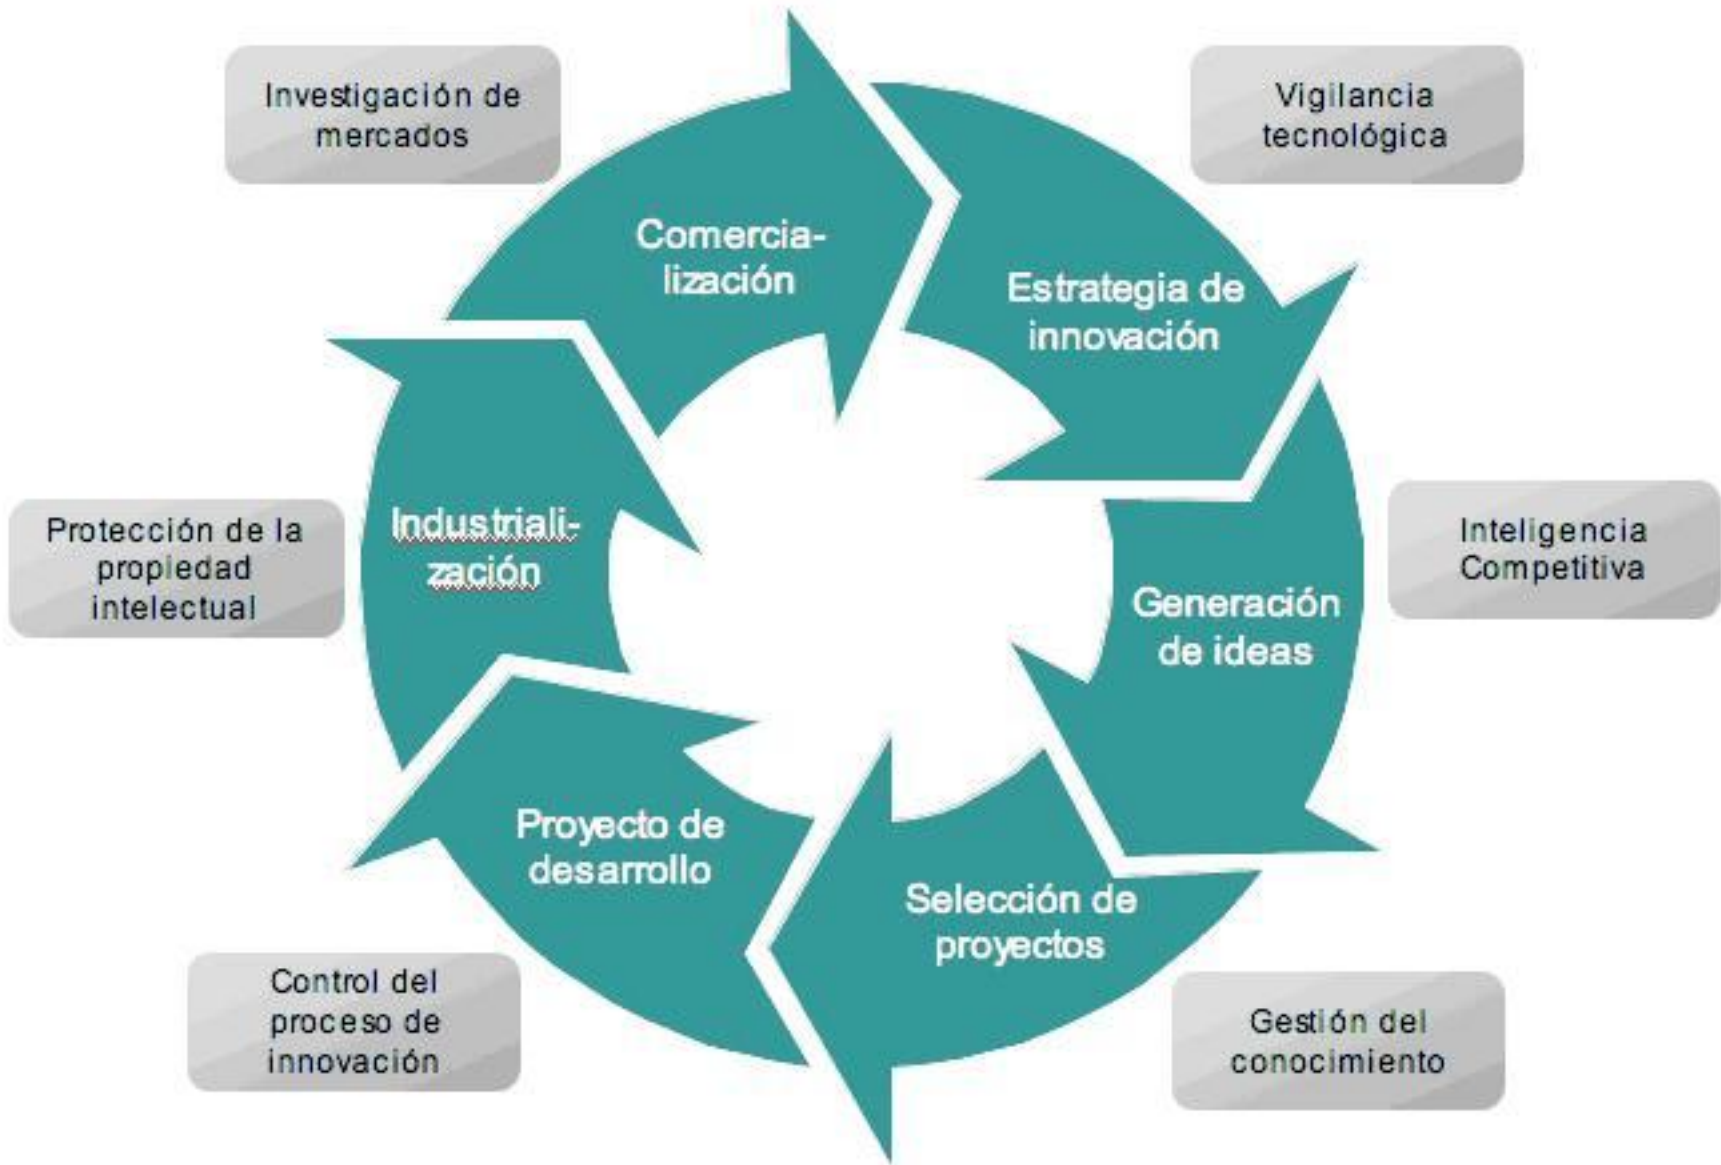 Investigación de
mercados
Vigilancia
tecnológica
Comercia-
lización
Estrategia de
innovación
Protección de la
propiedad
intelectual
Industriali-
zación
Inteligencia
Competitiva
Generación
de ideas
Proyecto de
desarrollo
Selección de
proyectos
Control del
proceso de
innovación
Gestión del
conocimiento